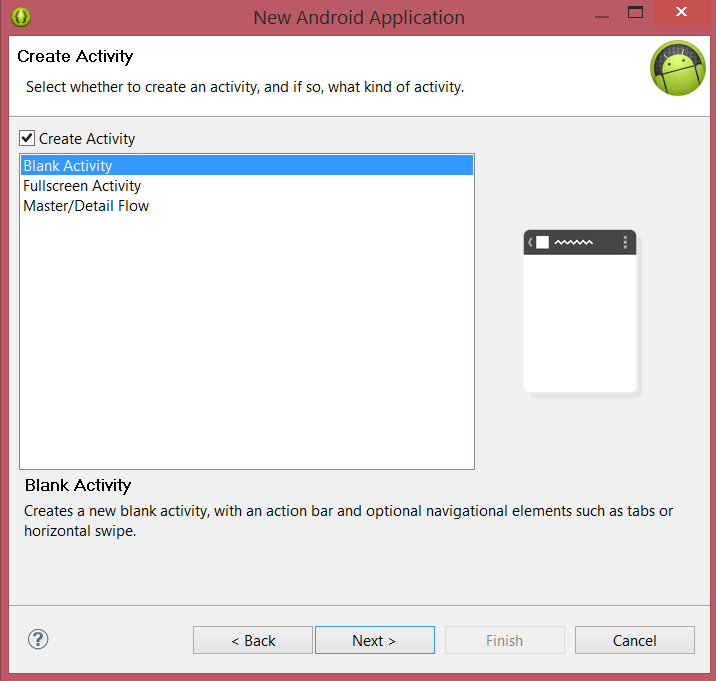 New Android Application
Create Activity
Select whether to create an activity, and if so, what kind of activity.
Create Activity
Blank Activity
Fullscreen Activity
Master/Detail Flow
Blank Activity
Creates a new blank activity, with an action bar and optional navigational elements such as tabs or
horizontal swipe.
? < Back Next > Finish Cancel